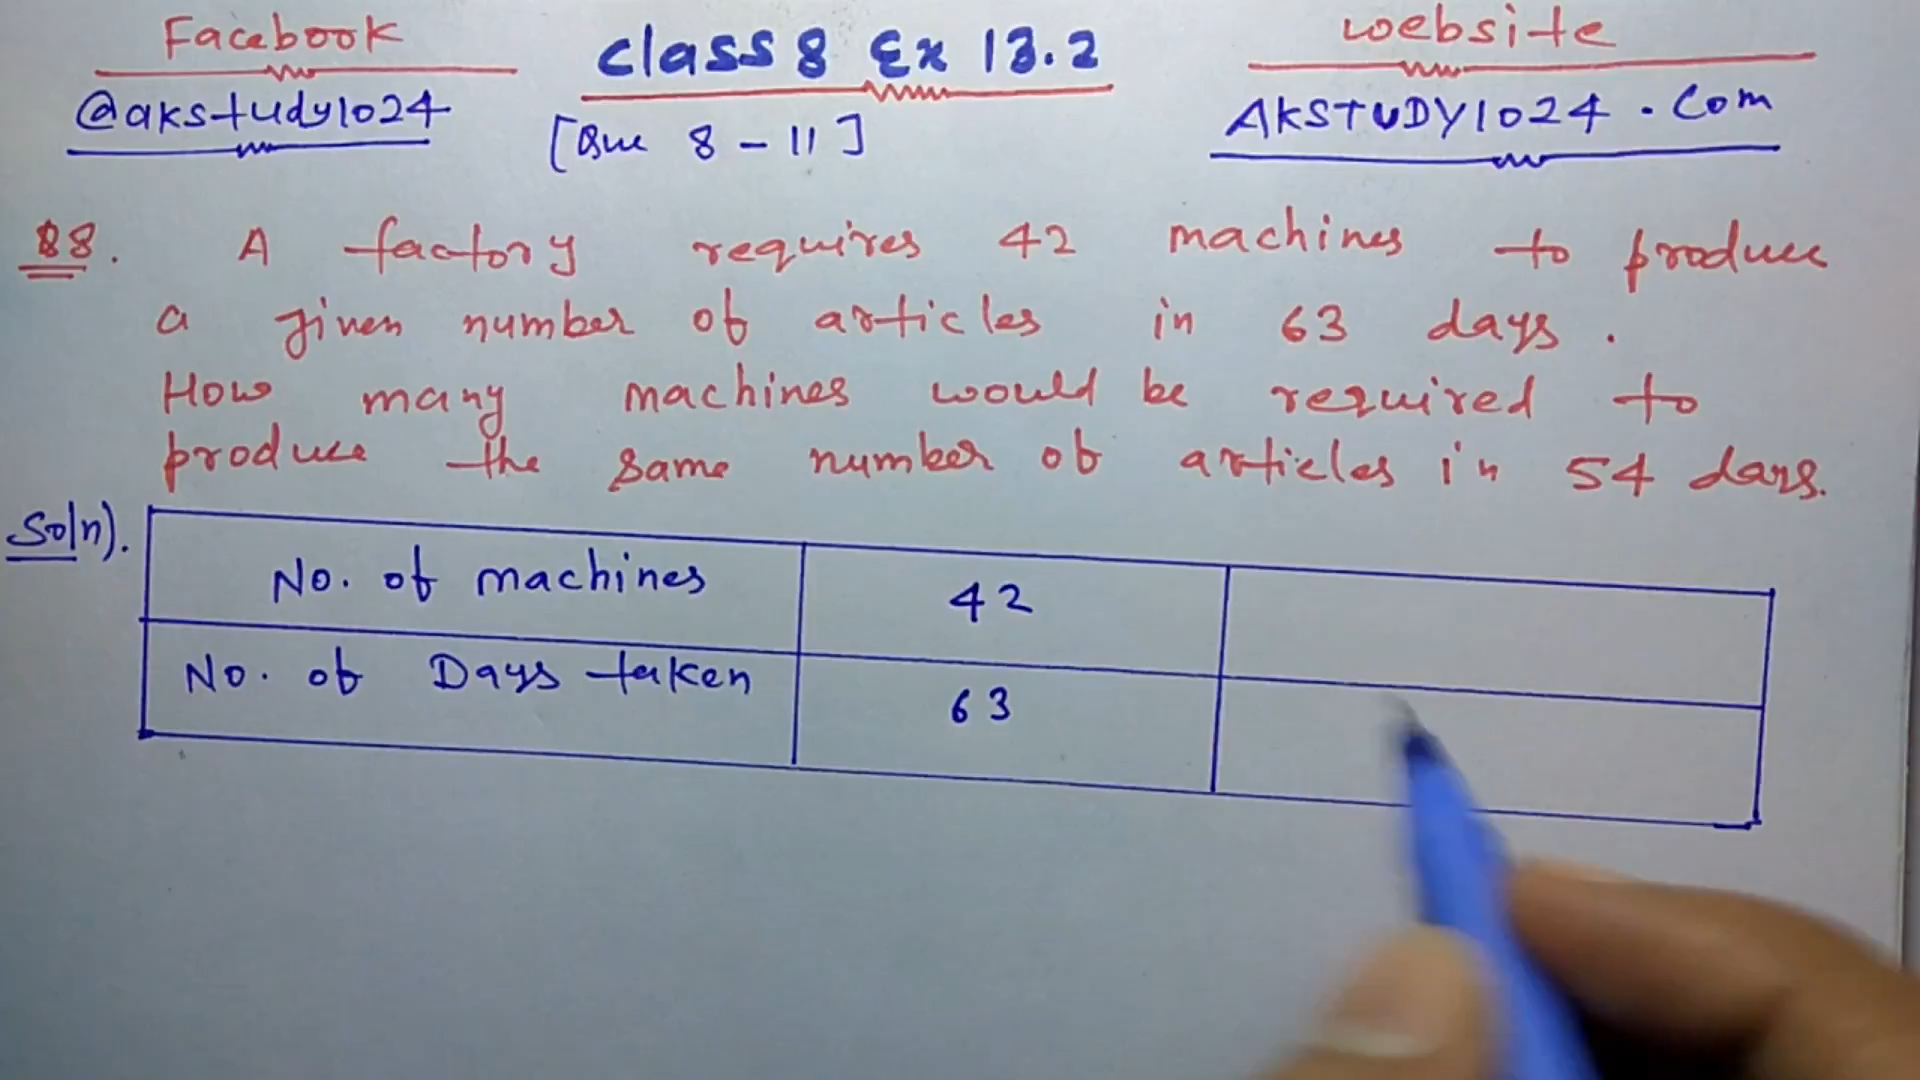 Facebook
@akstudy1024
Class 8 Ex 13.2
[Que 8 - 11]
Website
AKSTUDY1024.Com
Q8. A factory requires 42 machines to produce
a given number of articles in 63 days.
How many machines would be required to
produce the same number of articles in 54 days.
Soln).
No. of machines 42
No. of Days taken 63